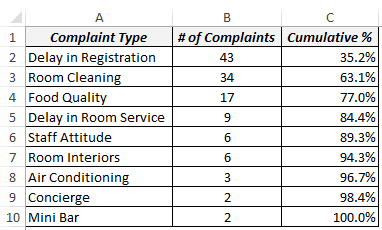 A B C
1 Complaint Type # of Complaints Cumulative %
2 Delay in Registration 43 35.2%
3 Room Cleaning 34 63.1%
4 Food Quality 17 77.0%
5 Delay in Room Service 9 84.4%
6 Staff Attitude 6 89.3%
7 Room Interiors 6 94.3%
8 Air Conditioning 3 96.7%
9 Concierge 2 98.4%
10 Mini Bar 2 100.0%